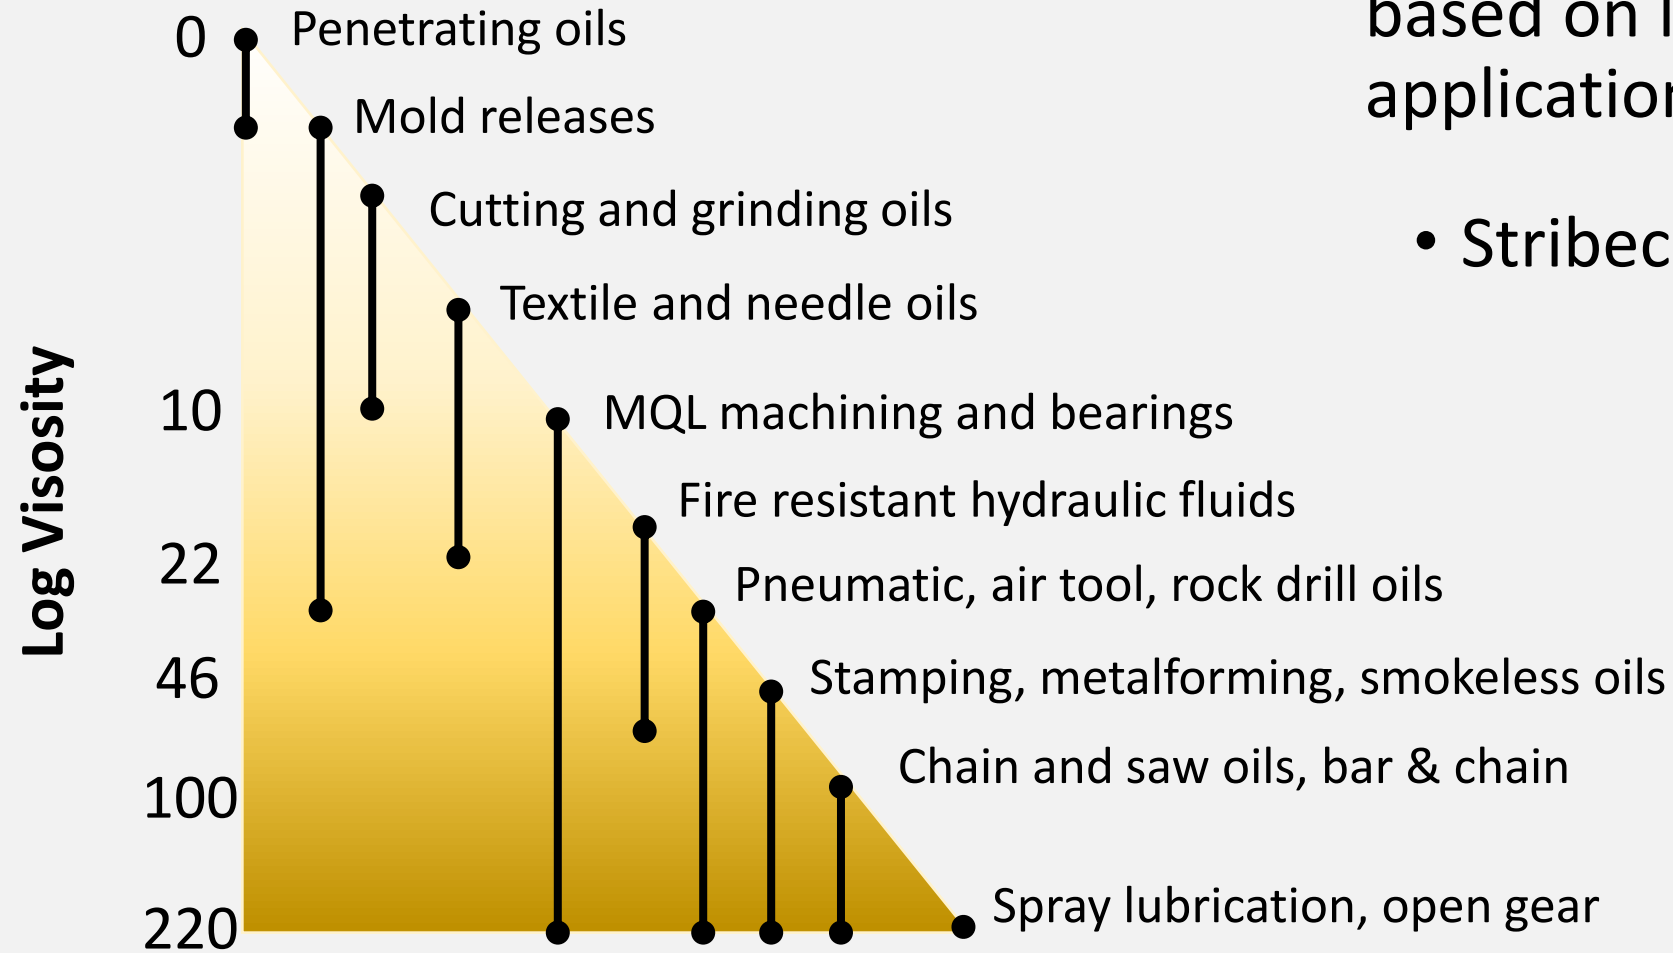 Log Visosity
0
10
22
46
100
220
Penetrating oils
Mold releases
Cutting and grinding oils
Textile and needle oils
MQL machining and bearings
Fire resistant hydraulic fluids
Pneumatic, air tool, rock drill oils
Stamping, metalforming, smokeless oils
Chain and saw oils, bar & chain
Spray lubrication, open gear
based on
application
• Stribec